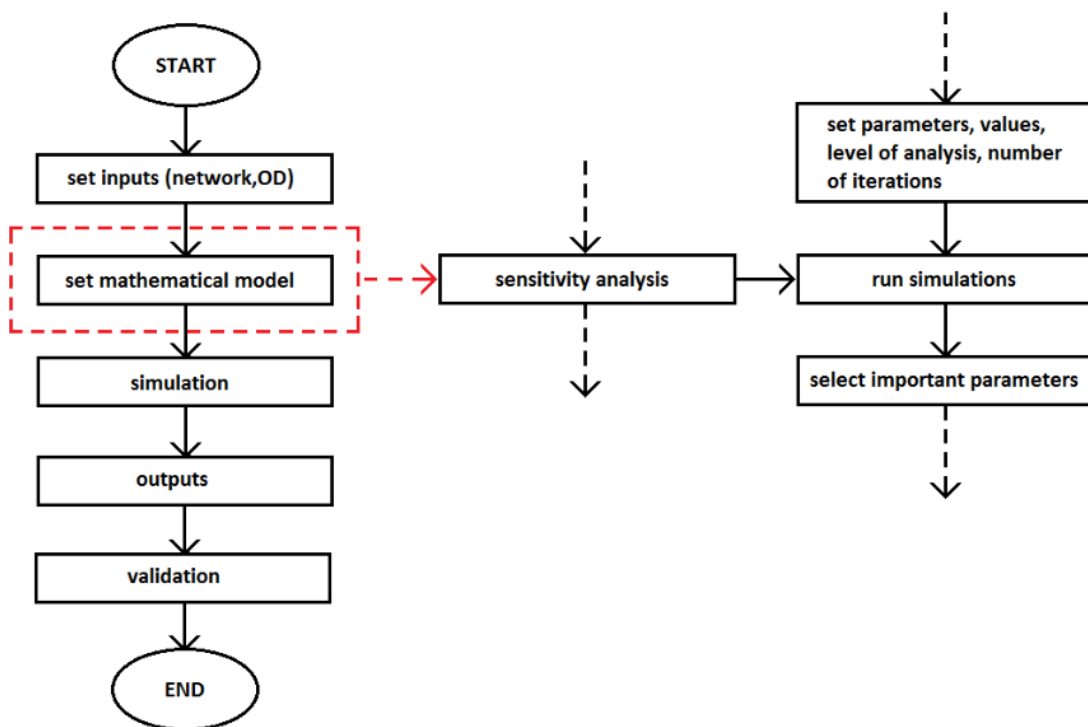 START
set inputs (network,OD)
set mathematical model
simulation
outputs
validation
END
sensitivity analysis
set parameters, values,
level of analysis, number
of iterations
run simulations
select important parameters